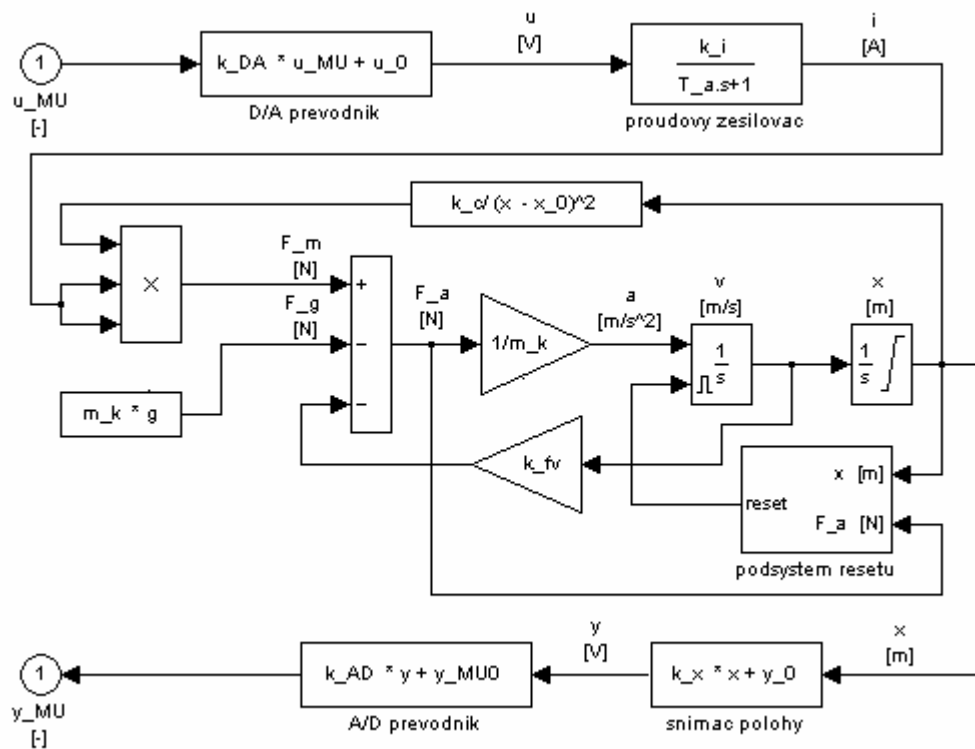 1
u_MU
[-]
k_DA * u_MU + u_0
D/A prevodnik
u
[V]
k_i
T_a.s+1
proudovy zesilovac
i
[A]
k_c/ (x - x_0)^2
×
F_m
[N]
F_g
[N]
m_k * g
+
−
−
F_a
[N]
1/m_k
a
[m/s^2]
v
[m/s]
1
s
x
[m]
1
s
k_fv
reset
x [m]
F_a [N]
podsystem resetu
1
y_MU
[-]
k_AD * y + y_MU0
A/D prevodnik
y
[V]
k_x * x + y_0
snimac polohy
x
[m]